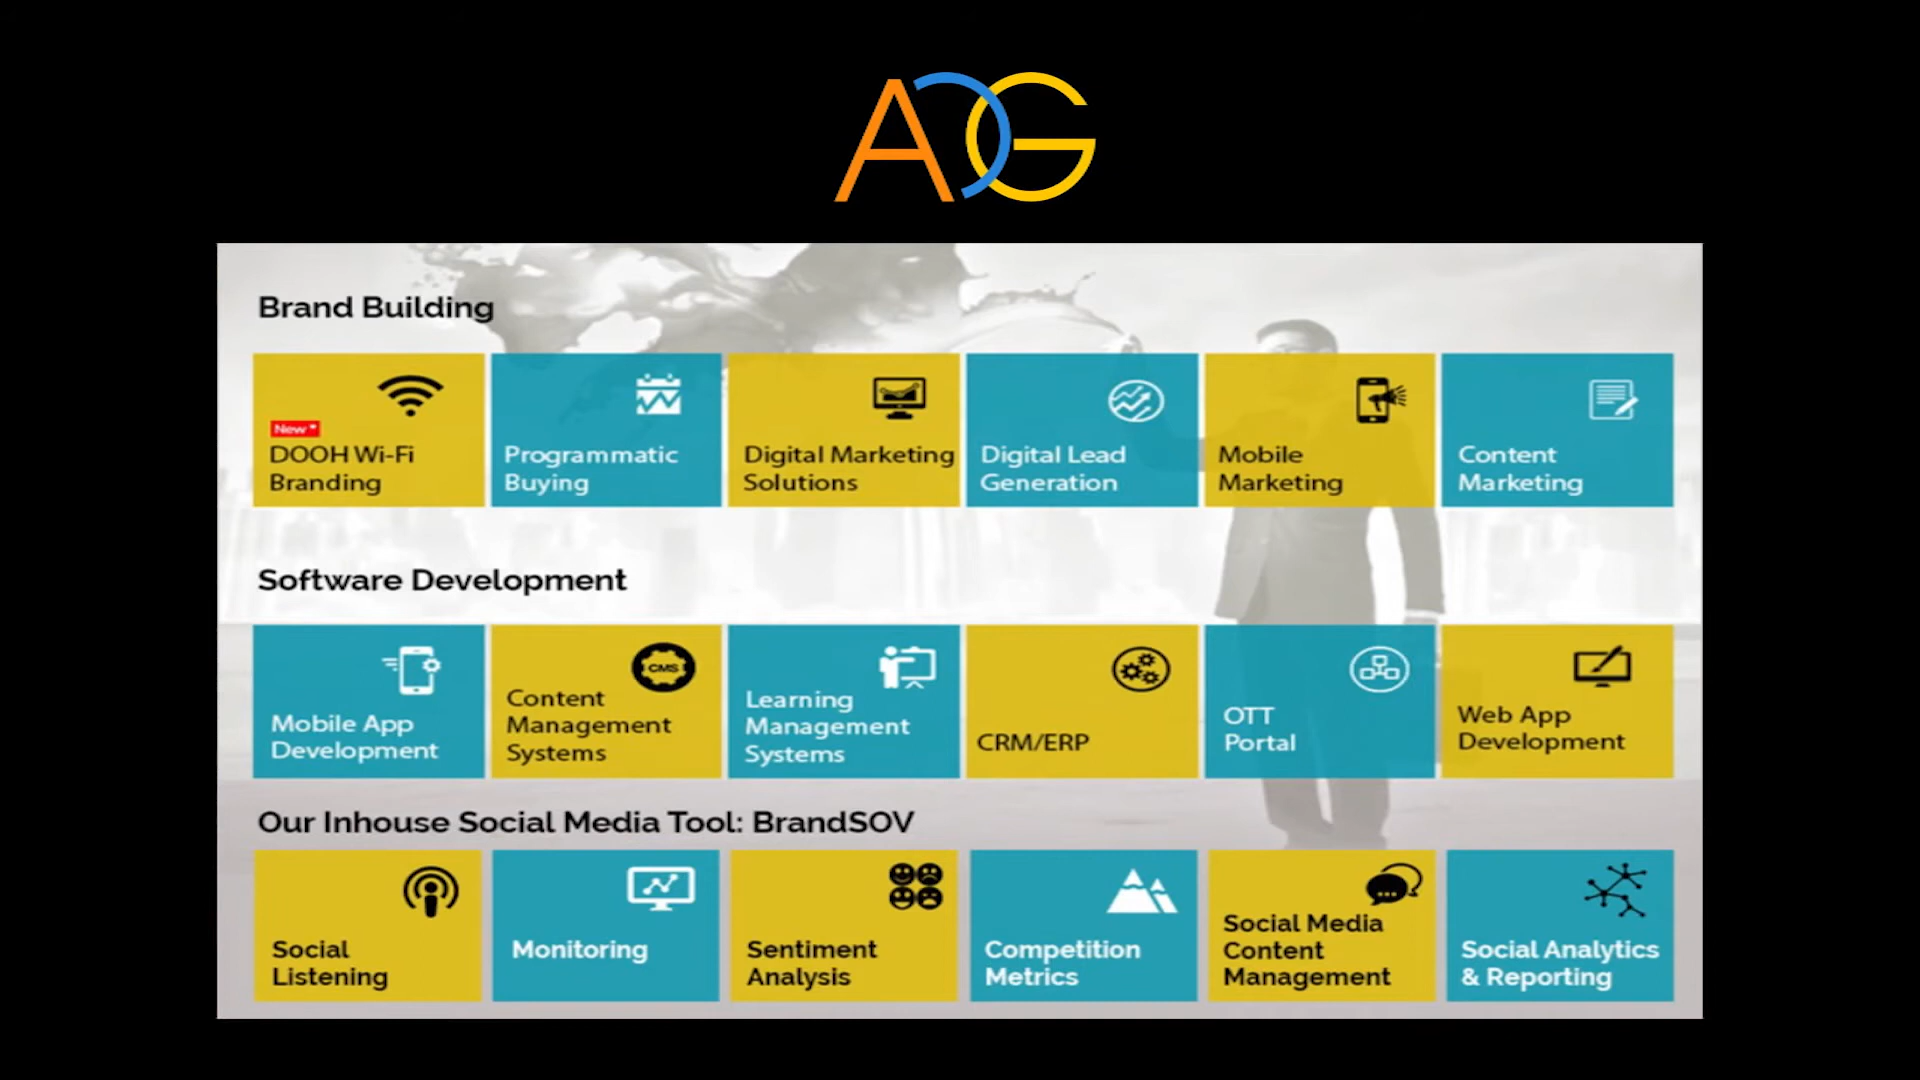 ADG
Brand Building
New *
DOOH Wi-Fi
Branding
Programmatic
Buying
Digital Marketing
Solutions
Digital Lead
Generation
Mobile
Marketing
Content
Marketing
Software Development
Mobile App
Development
CMS
Content
Management
Systems
Learning
Management
Systems
CRM/ERP
OTT
Portal
Web App
Development
Our Inhouse Social Media Tool: BrandSOV
Social
Listening
Monitoring
Sentiment
Analysis
Competition
Metrics
Social Media
Content
Management
Social Analytics
& Reporting